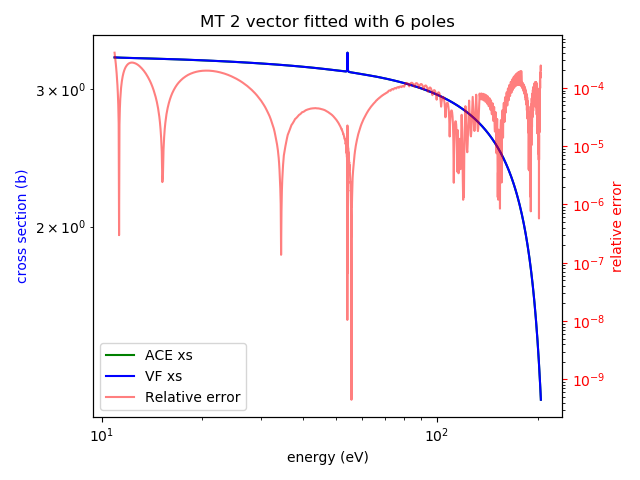 MT 2 vector fitted with 6 poles
cross section (b)
3 × 10⁰
2 × 10⁰
10⁻⁴
10⁻⁵
10⁻⁶
10⁻⁷
10⁻⁸
10⁻⁹
relative error
ACE xs
VF xs
Relative error
10¹
10²
energy (eV)